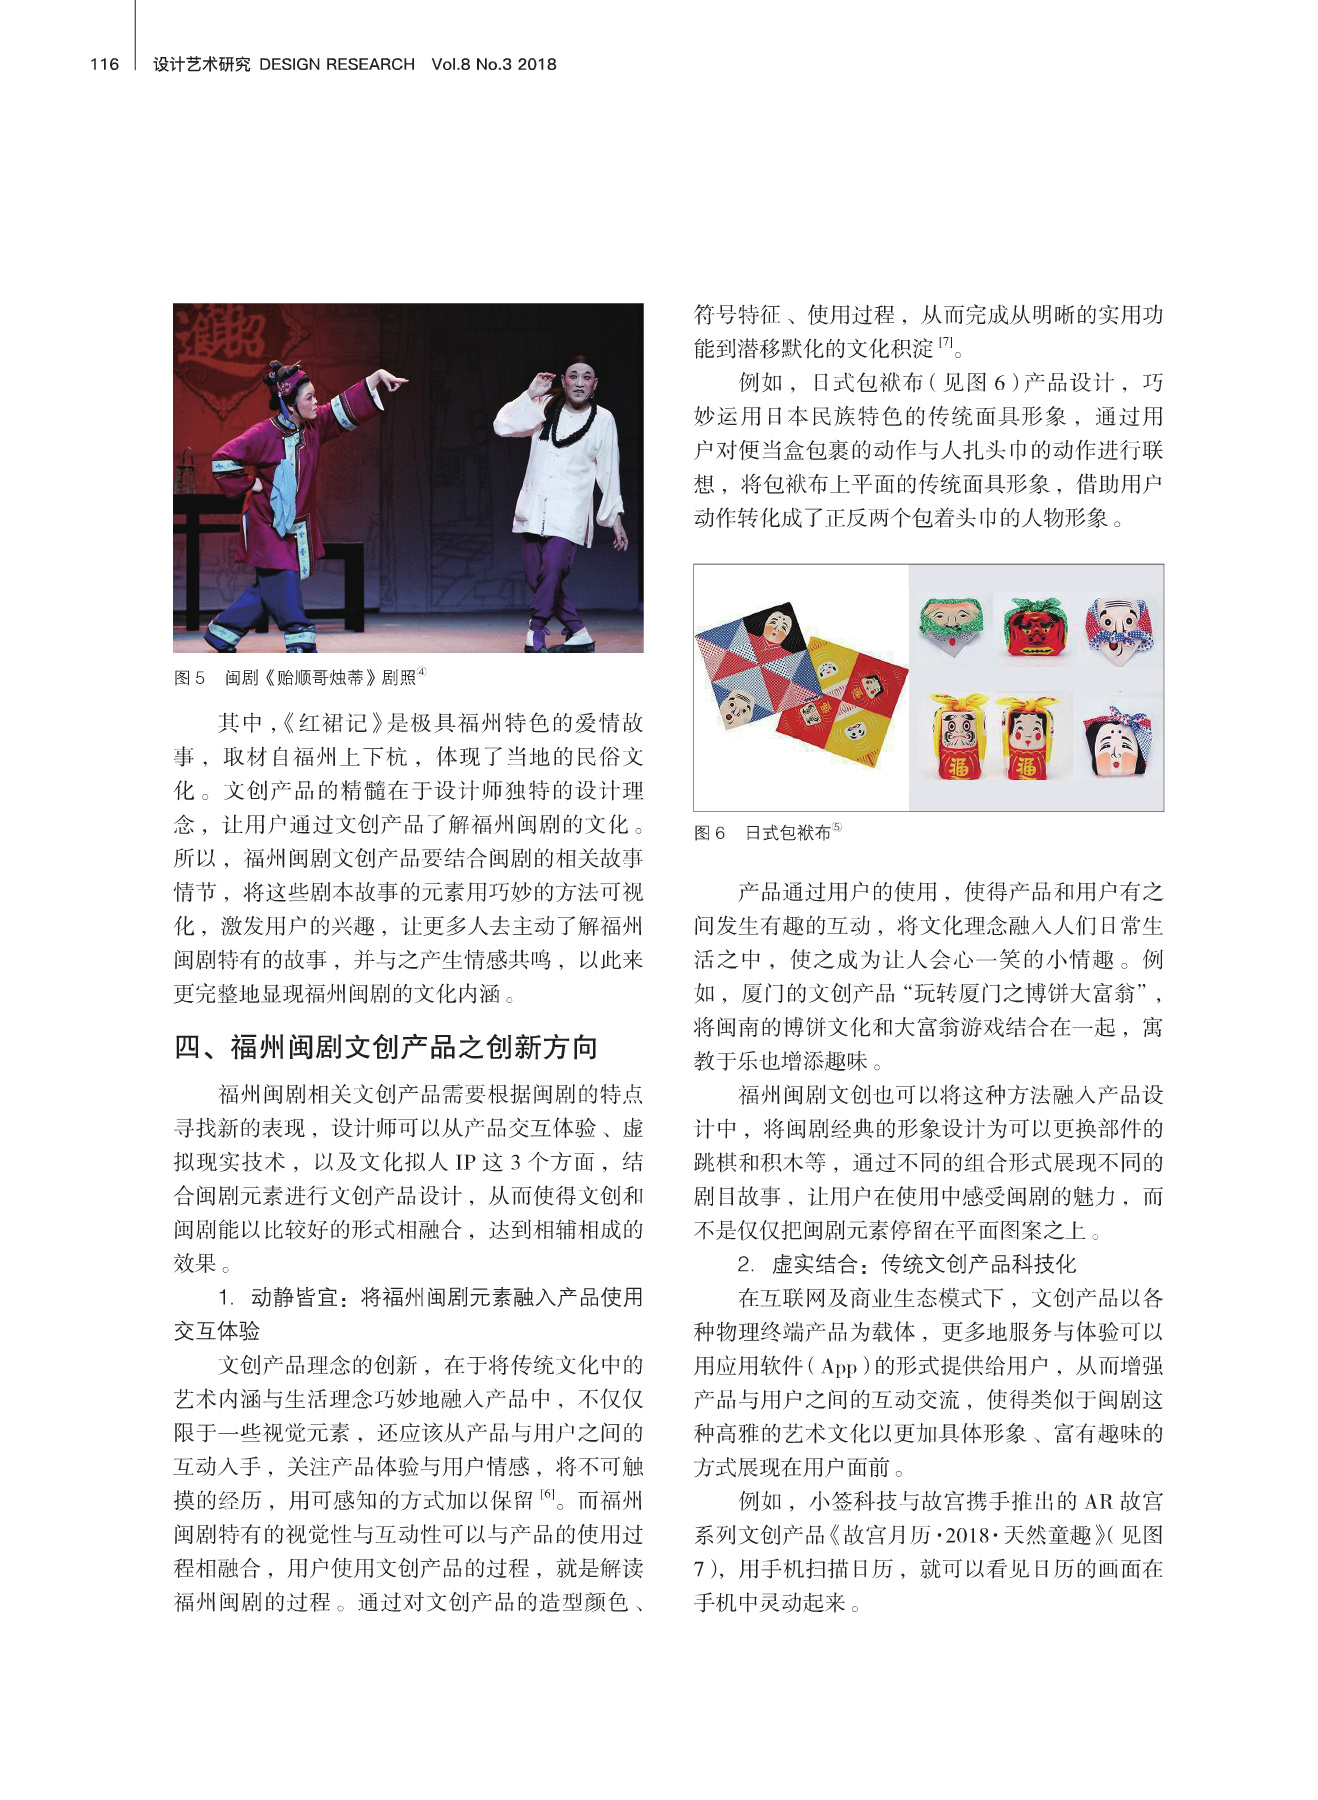 116
设计艺术研究 DESIGN RESEARCH Vol.8 No.3 2018
進招
图 5 闽剧《贻顺哥烛蒂》剧照④
其中，《红裙记》是极具福州特色的爱情故
事，取材自福州上下杭，体现了当地的民俗文
化。文创产品的精髓在于设计师独特的设计理
念，让用户通过文创产品了解福州闽剧的文化。
所以，福州闽剧文创产品要结合闽剧的相关故事
情节，将这些剧本故事的元素用巧妙的方法可视
化，激发用户的兴趣，让更多人去主动了解福州
闽剧特有的故事，并与之产生情感共鸣，以此来
更完整地显现福州闽剧的文化内涵。
四、福州闽剧文创产品之创新方向
福州闽剧相关文创产品需要根据闽剧的特点
寻找新的表现，设计师可以从产品交互体验、虚
拟现实技术，以及文化拟人 IP 这 3 个方面，结
合闽剧元素进行文创产品设计，从而使得文创和
闽剧能以比较好的形式相融合，达到相辅相成的
效果。
1. 动静皆宜：将福州闽剧元素融入产品使用
交互体验
文创产品理念的创新，在于将传统文化中的
艺术内涵与生活理念巧妙地融入产品中，不仅仅
限于一些视觉元素，还应该从产品与用户之间的
互动入手，关注产品体验与用户情感，将不可触
摸的经历，用可感知的方式加以保留[6]。而福州
闽剧特有的视觉性与互动性可以与产品的使用过
程相融合，用户使用文创产品的过程，就是解读
福州闽剧的过程。通过对文创产品的造型颜色、
符号特征、使用过程，从而完成从明晰的实用功
能到潜移默化的文化积淀[7]。
例如，日式包袱布（见图 6）产品设计，巧
妙运用日本民族特色的传统面具形象，通过用
户对便当盒包裹的动作与人扎头巾的动作进行联
想，将包袱布上平面的传统面具形象，借助用户
动作转化成了正反两个包着头巾的人物形象。
福
福
图 6 日式包袱布⑤
产品通过用户的使用，使得产品和用户有之
间发生有趣的互动，将文化理念融入人们日常生
活之中，使之成为让人会心一笑的小情趣。例
如，厦门的文创产品“玩转厦门之博饼大富翁”，
将闽南的博饼文化和大富翁游戏结合在一起，寓
教于乐也增添趣味。
福州闽剧文创也可以将这种方法融入产品设
计中，将闽剧经典的形象设计为可以更换部件的
跳棋和积木等，通过不同的组合形式展现不同的
剧目故事，让用户在使用中感受闽剧的魅力，而
不是仅仅把闽剧元素停留在平面图案之上。
2. 虚实结合：传统文创产品科技化
在互联网及商业生态模式下，文创产品以各
种物理终端产品为载体，更多地服务与体验可以
用应用软件（App）的形式提供给用户，从而增强
产品与用户之间的互动交流，使得类似于闽剧这
种高雅的艺术文化以更加具体形象、富有趣味的
方式展现在用户面前。
例如，小签科技与故宫携手推出的 AR 故宫
系列文创产品《故宫月历·2018·天然童趣》（见图
7），用手机扫描日历，就可以看见日历的画面在
手机中灵动起来。